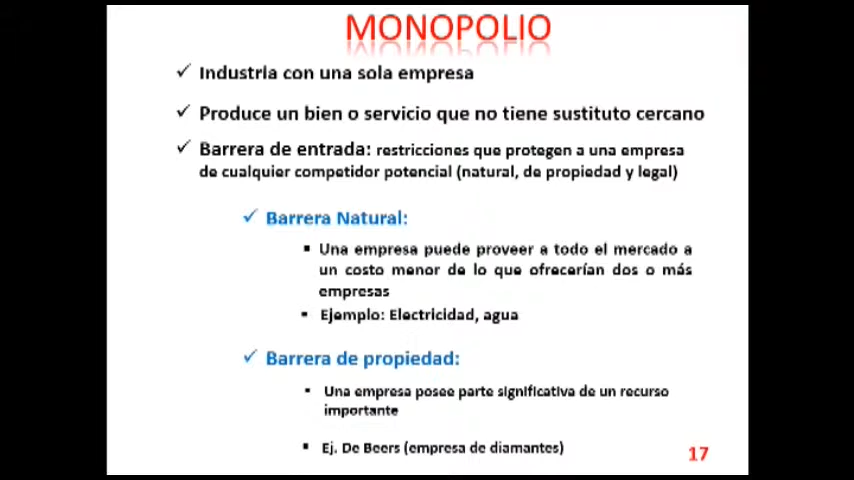 MONOPOLIO
✓ Industria con una sola empresa
✓ Produce un bien o servicio que no tiene sustituto cercano
✓ Barrera de entrada: restricciones que protegen a una empresa
de cualquier competidor potencial (natural, de propiedad y legal)
✓ Barrera Natural:
▪ Una empresa puede proveer a todo el mercado a
un costo menor de lo que ofrecerían dos o más
empresas
▪ Ejemplo: Electricidad, agua
✓ Barrera de propiedad:
▪ Una empresa posee parte significativa de un recurso
importante
▪ Ej. De Beers (empresa de diamantes)
17